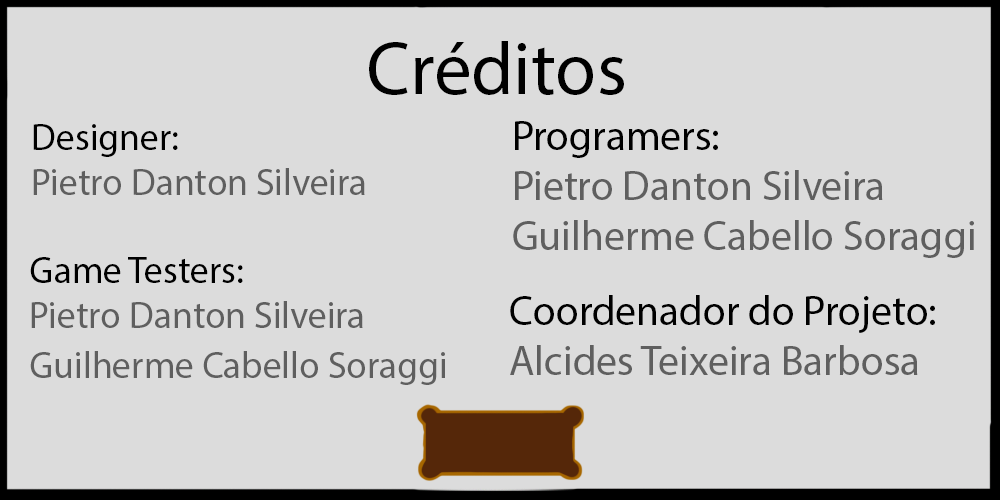 Créditos
Designer:
Pietro Danton Silveira
Game Testers:
Pietro Danton Silveira
Guilherme Cabello Soraggi
Programers:
Pietro Danton Silveira
Guilherme Cabello Soraggi
Coordenador do Projeto:
Alcides Teixeira Barbosa